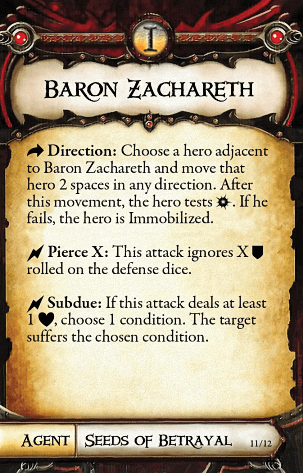 I
Baron Zachareth
Direction: Choose a hero adjacent
to Baron Zachareth and move that
hero 2 spaces in any direction. After
this movement, the hero tests . If he
fails, the hero is Immobilized.
Pierce X: This attack ignores X
rolled on the defense dice.
Subdue: If this attack deals at least
1 , choose 1 condition. The target
suffers the chosen condition.
Agent Seeds of Betrayal 11/12